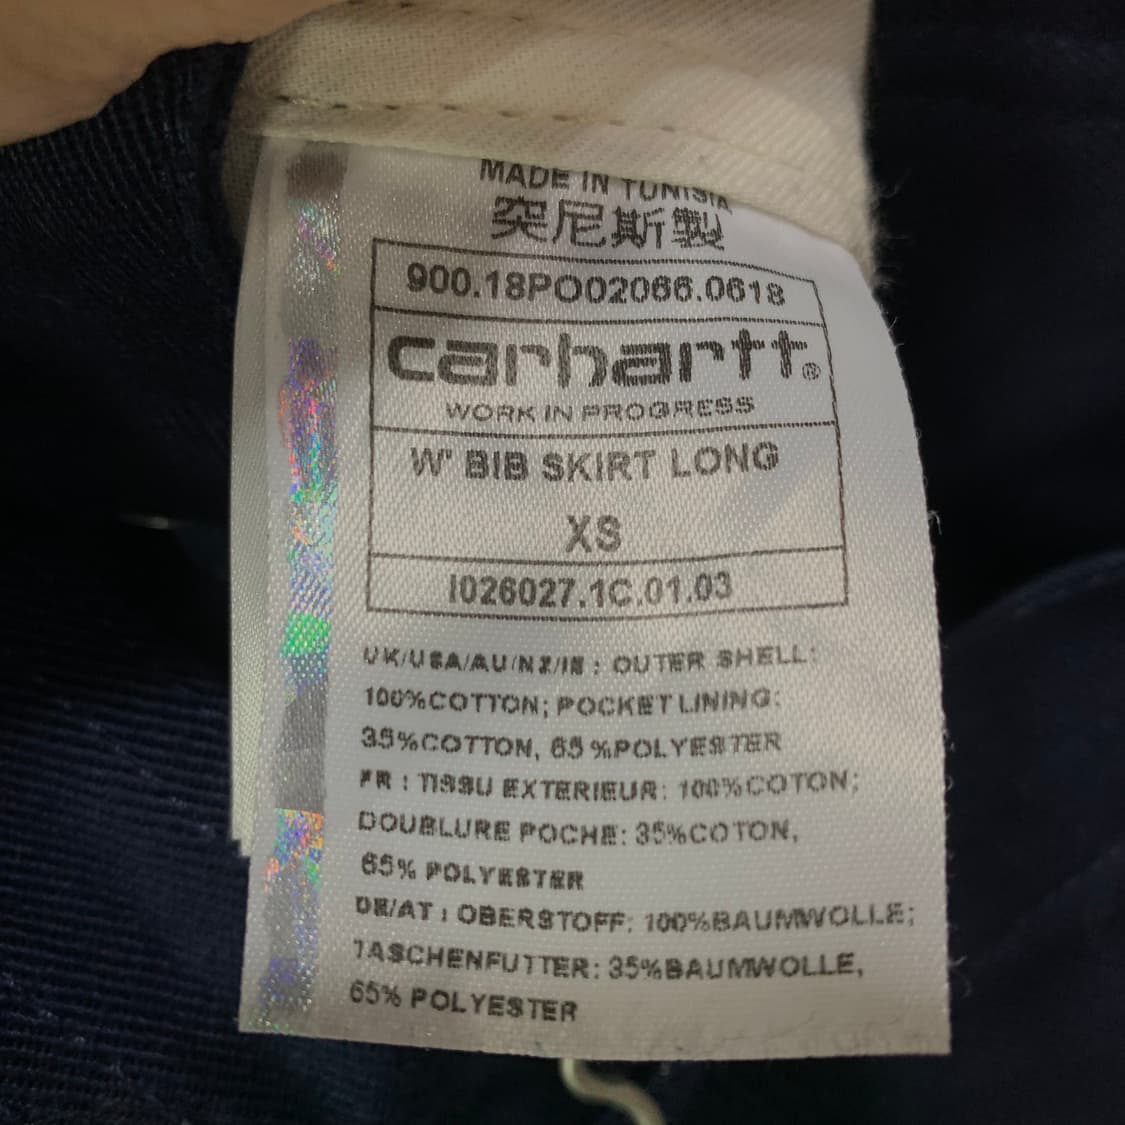 MADE IN TUNISIA
突尼斯製
900.18PO02066.0618
carhartt®
WORK IN PROGRESS
W' BIB SKIRT LONG
XS
I026027.1C.01.03
UK/USA/AU/NZ/IN : OUTER SHELL:
100%COTTON; POCKET LINING:
35%COTTON, 65 %POLYESTER
FR : TISSU EXTERIEUR: 100%COTON;
DOUBLURE POCHE: 35%COTON,
65% POLYESTER
DE/AT : OBERSTOFF: 100%BAUMWOLLE;
TASCHENFUTTER: 35%BAUMWOLLE,
65% POLYESTER